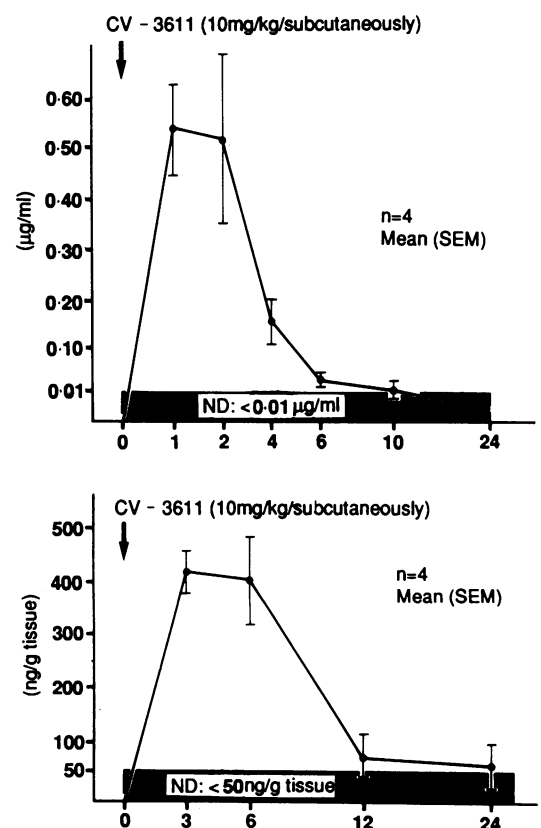 CV - 3611 (10mg/kg/subcutaneously)
0·60
0·50
0·40
0·30
0·20
0·10
0·01
(µg/ml)
n=4
Mean (SEM)
ND: <0·01 µg/ml
0 1 2 4 6 10 24
CV - 3611 (10mg/kg/subcutaneously)
500
400
300
200
100
50
(ng/g tissue)
n=4
Mean (SEM)
ND: <50ng/g tissue
0 3 6 12 24